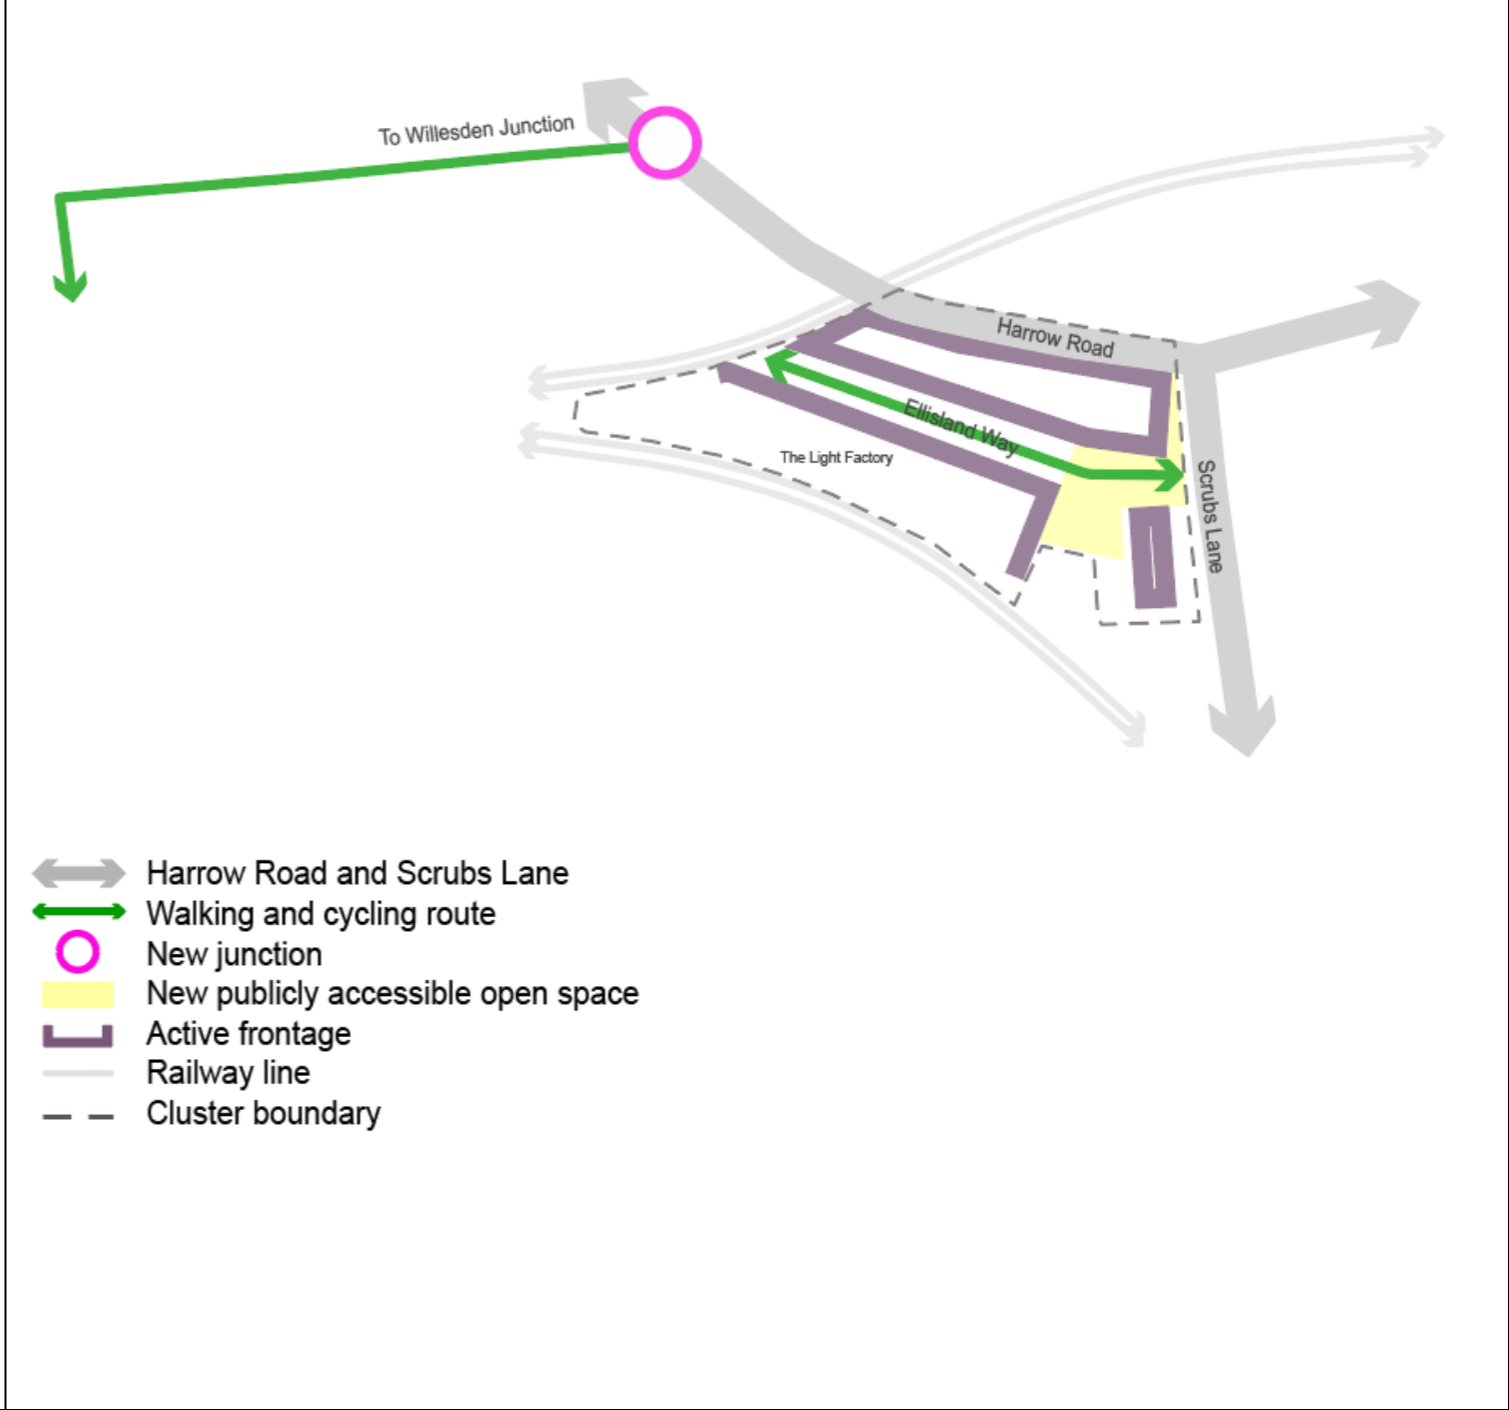 To Willesden Junction
Harrow Road
Ellisland Way
The Light Factory
Scrubs Lane
Harrow Road and Scrubs Lane
Walking and cycling route
New junction
New publicly accessible open space
Active frontage
Railway line
Cluster boundary